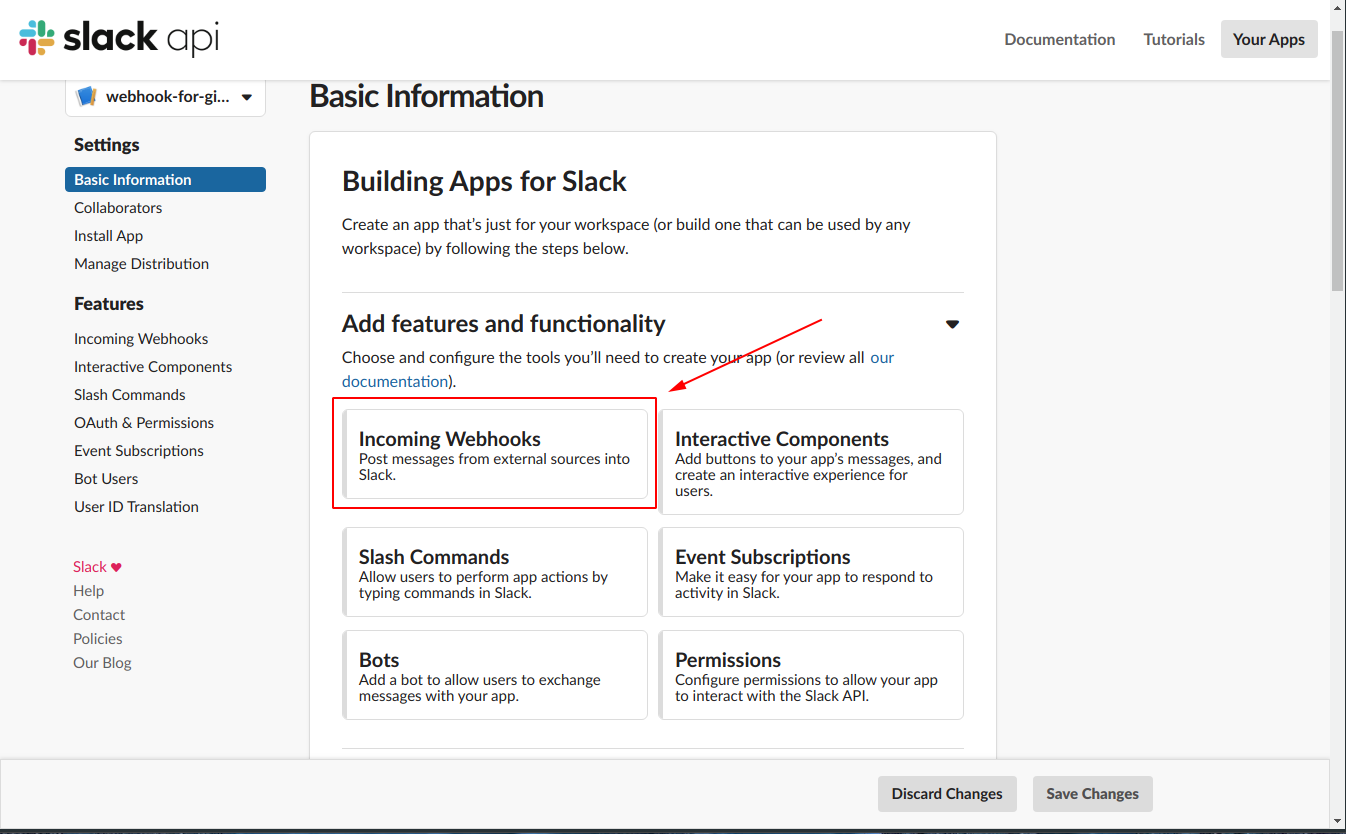 slack api
Documentation
Tutorials
Your Apps
webhook-for-gi...
Settings
Basic Information
Collaborators
Install App
Manage Distribution
Features
Incoming Webhooks
Interactive Components
Slash Commands
OAuth & Permissions
Event Subscriptions
Bot Users
User ID Translation
Slack ❤
Help
Contact
Policies
Our Blog
Basic Information
Building Apps for Slack
Create an app that’s just for your workspace (or build one that can be used by any
workspace) by following the steps below.
Add features and functionality
Choose and configure the tools you’ll need to create your app (or review all our
documentation).
Incoming Webhooks
Post messages from external sources into
Slack.
Interactive Components
Add buttons to your app’s messages, and
create an interactive experience for
users.
Slash Commands
Allow users to perform app actions by
typing commands in Slack.
Event Subscriptions
Make it easy for your app to respond to
activity in Slack.
Bots
Add a bot to allow users to exchange
messages with your app.
Permissions
Configure permissions to allow your app
to interact with the Slack API.
Discard Changes
Save Changes